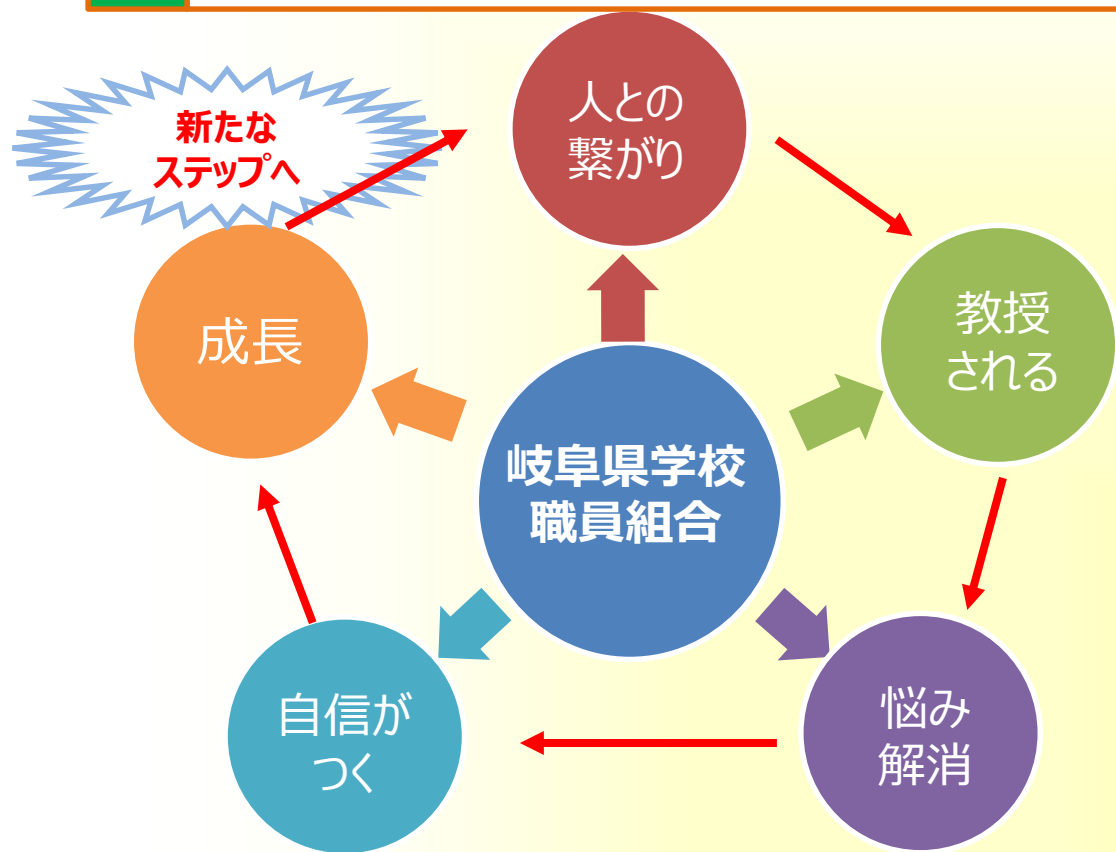 新たな
ステップへ
人との
繋がり
教授
される
成長
岐阜県学校
職員組合
自信が
つく
悩み
解消